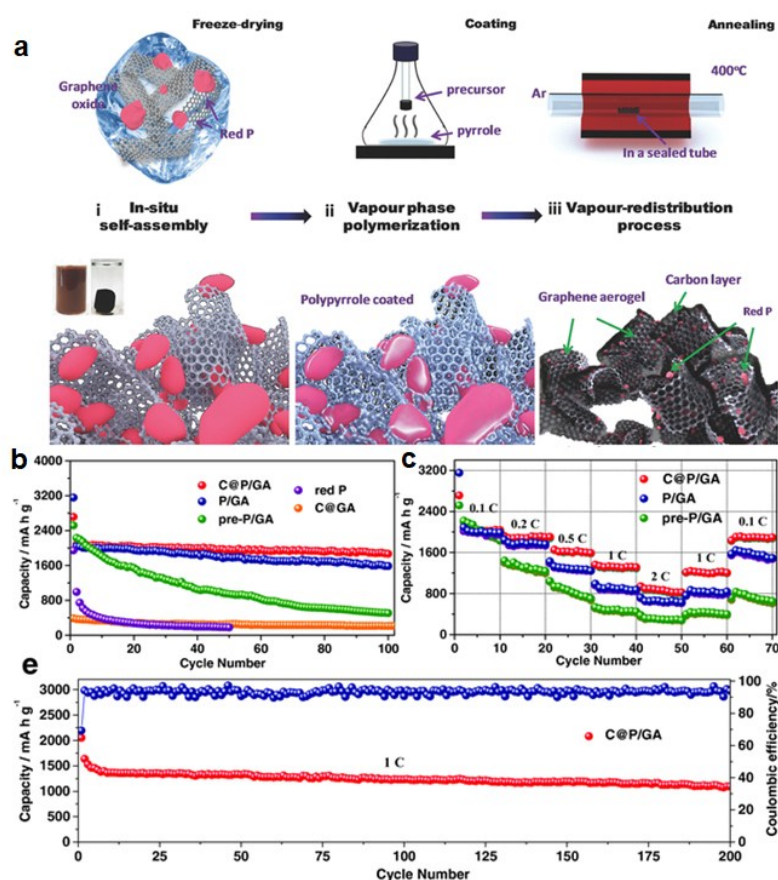 a
Freeze-drying
Coating
Annealing
Graphene
oxide
Red P
precursor
pyrrole
400°C
Ar
In a sealed tube
i In-situ
self-assembly
ii Vapour phase
polymerization
iii Vapour-redistribution
process
Polypyrrole coated
Graphene aerogel
Carbon layer
Red P
b
4000
3200
2400
1600
800
0
Capacity / mA h g⁻¹
C@P/GA
P/GA
pre-P/GA
red P
C@GA
0 20 40 60 80 100
Cycle Number
c
3200
2400
1600
800
0
Capacity / mA h g⁻¹
C@P/GA
P/GA
pre-P/GA
0.1 C
0.2 C
0.5 C
1 C
2 C
1 C
0.1 C
0 10 20 30 40 50 60 70
Cycle Number
e
3000
2500
2000
1500
1250
500
0
Capacity / mA h g⁻¹
C@P/GA
1 C
100
80
60
40
20
0
Coulombic efficiency/%
0 25 50 75 100 125 150 175 200
Cycle Number